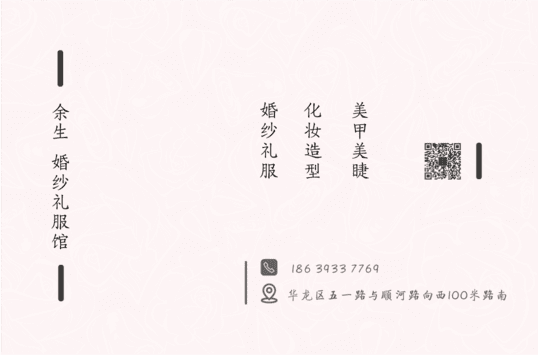 余生 婚纱礼服馆
婚纱礼服
化妆造型
美甲美睫
186 3933 7769
华龙区五一路与顺河路向西100米路南